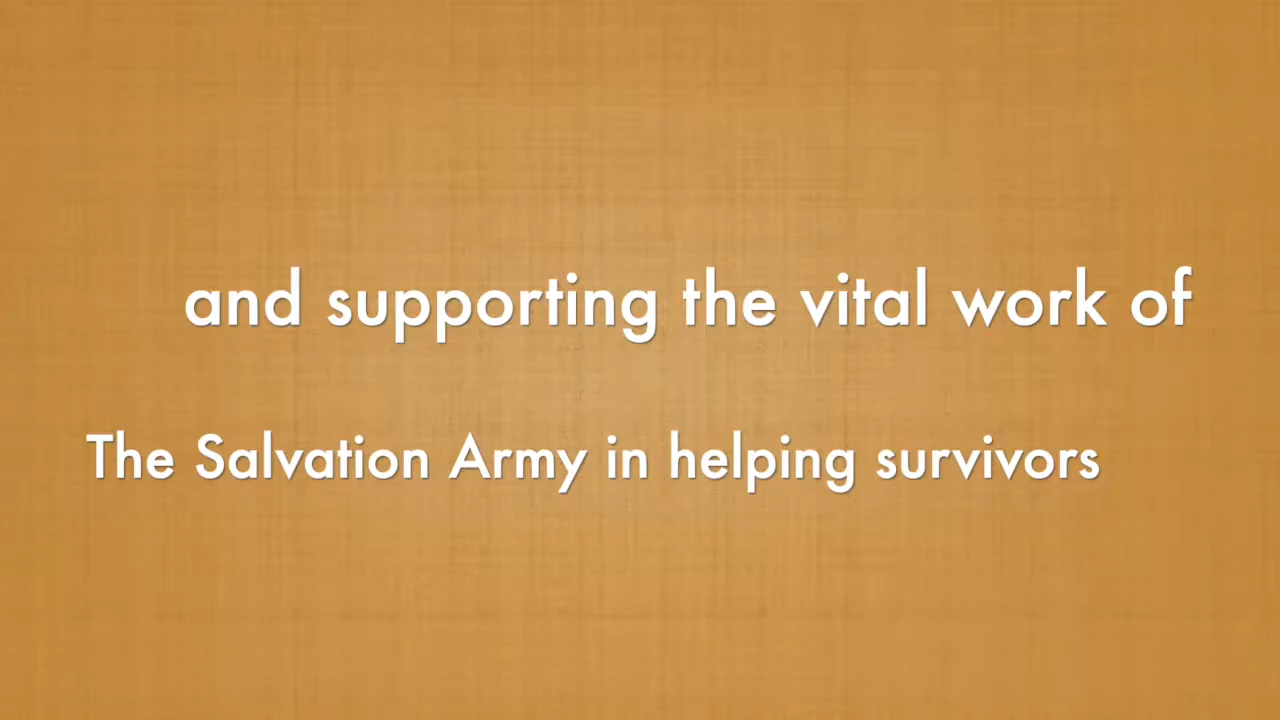 and supporting the vital work of
The Salvation Army in helping survivors